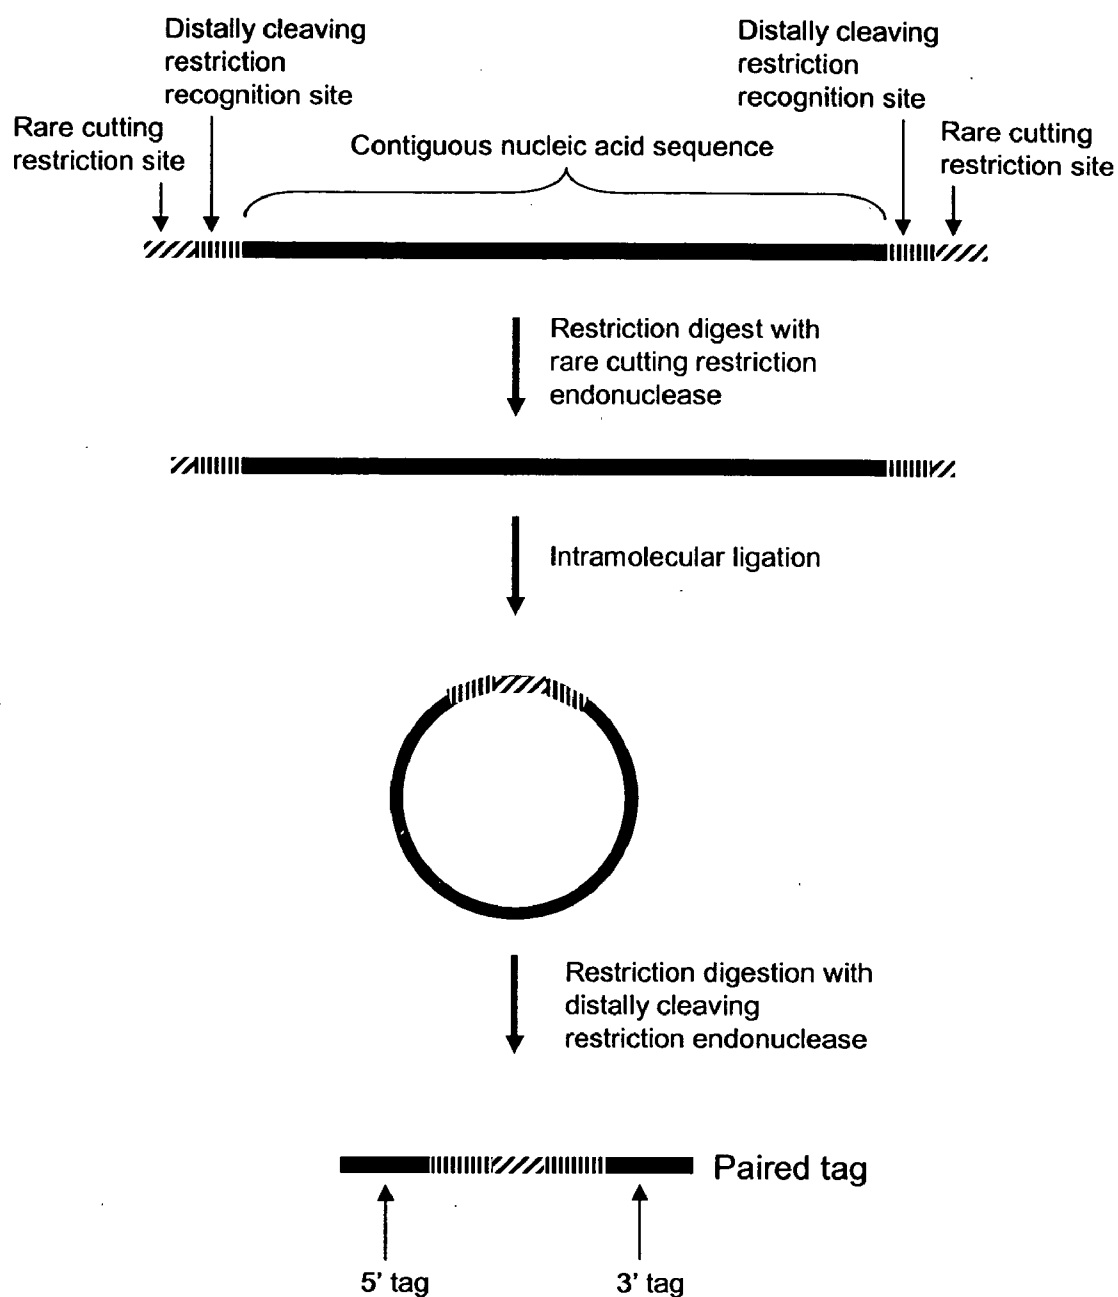 Distally cleaving
restriction
recognition site
Distally cleaving
restriction
recognition site
Rare cutting
restriction site
Contiguous nucleic acid sequence
Rare cutting
restriction site
Restriction digest with
rare cutting restriction
endonuclease
Intramolecular ligation
Restriction digestion with
distally cleaving
restriction endonuclease
Paired tag
5' tag
3' tag